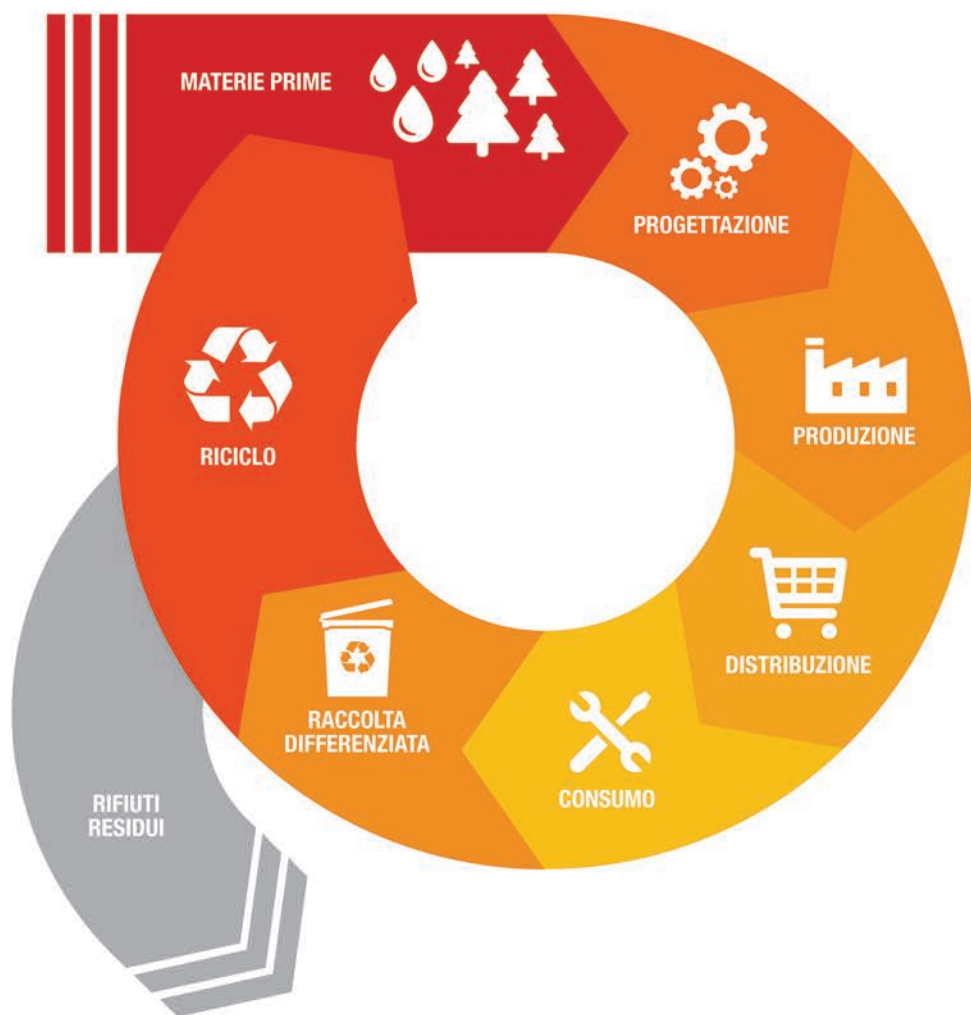 MATERIE PRIME
PROGETTAZIONE
PRODUZIONE
DISTRIBUZIONE
CONSUMO
RACCOLTA
DIFFERENZIATA
RICICLO
RIFIUTI
RESIDUI